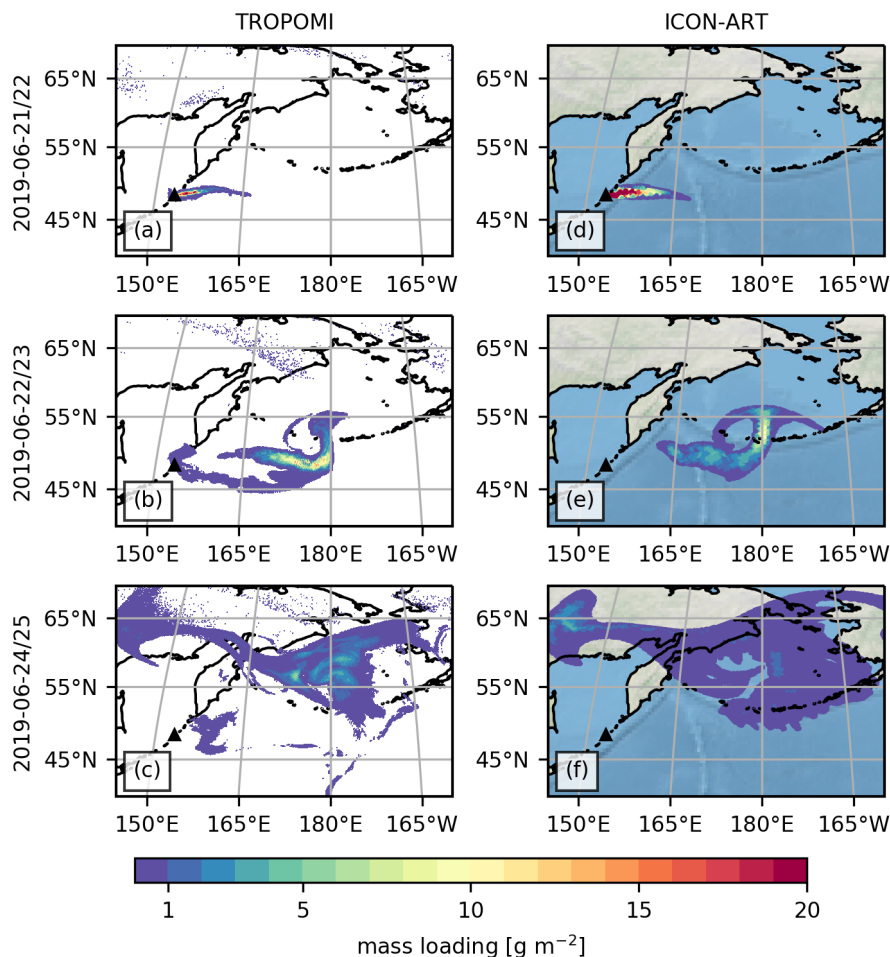 TROPOMI ICON-ART
2019-06-21/22
65°N 65°N
55°N 55°N
45°N 45°N
(a) (d)
150°E 165°E 180°E 165°W 150°E 165°E 180°E 165°W
2019-06-22/23
65°N 65°N
55°N 55°N
45°N 45°N
(b) (e)
150°E 165°E 180°E 165°W 150°E 165°E 180°E 165°W
2019-06-24/25
65°N 65°N
55°N 55°N
45°N 45°N
(c) (f)
150°E 165°E 180°E 165°W 150°E 165°E 180°E 165°W
1 5 10 15 20
mass loading [g m⁻²]